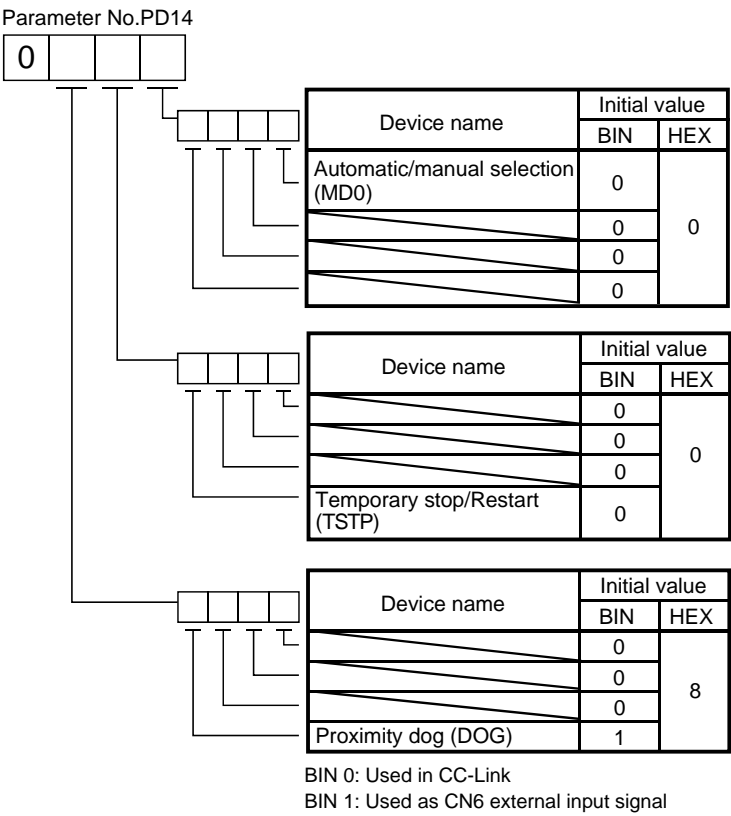 Parameter No.PD14
0
Device name
Initial value
BIN HEX
Automatic/manual selection
(MD0)
0
0
0
0
0
Device name
Initial value
BIN HEX
0
0
0
0
Temporary stop/Restart
(TSTP)
0
Device name
Initial value
BIN HEX
0
0
8
0
Proximity dog (DOG) 1
BIN 0: Used in CC-Link
BIN 1: Used as CN6 external input signal